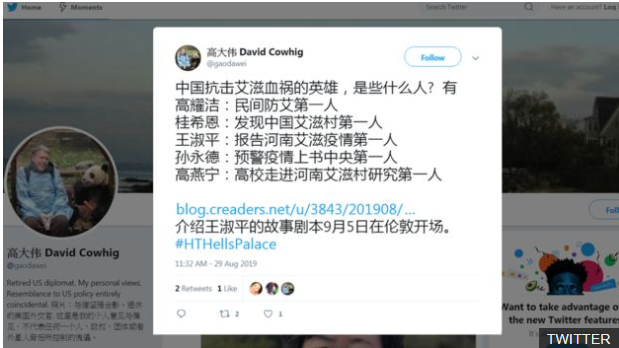 Home
Moments
Search Twitter
Have an account? Log
高大伟 David Cowhig
@gaodawei
Follow
中国抗击艾滋血祸的英雄，是些什么人？有
高耀洁：民间防艾第一人
桂希恩：发现中国艾滋村第一人
王淑平：报告河南艾滋疫情第一人
孙永德：预警疫情上书中央第一人
高燕宁：高校走进河南艾滋村研究第一人
blog.creaders.net/u/3843/201908/...
介绍王淑平的故事剧本9月5日在伦敦开场。
#HTHellsPalace
11:32 AM - 29 Aug 2019
2 Retweets 1 Like
2
1
高大伟 David Cowhig
@gaodawei
Retired US diplomat. My personal views.
Resemblance to US policy entirely
coincidental.
Foll
Want to take advantage o
the new Twitter features
TWITTER